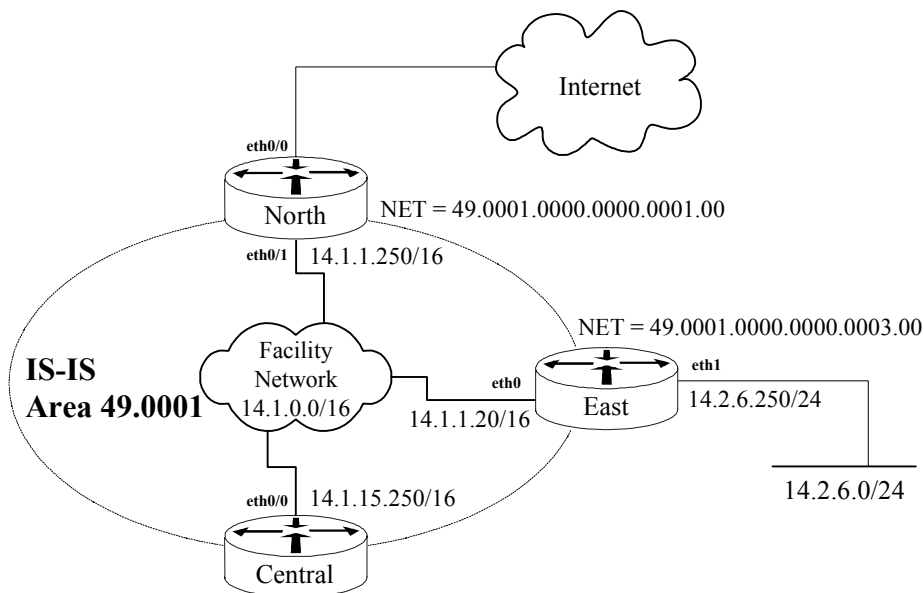 Internet
eth0/0
North
NET = 49.0001.0000.0000.0001.00
eth0/1
14.1.1.250/16
NET = 49.0001.0000.0000.0003.00
IS-IS
Area 49.0001
Facility
Network
14.1.0.0/16
eth0
14.1.1.20/16
East
eth1
14.2.6.250/24
14.2.6.0/24
eth0/0
14.1.15.250/16
Central